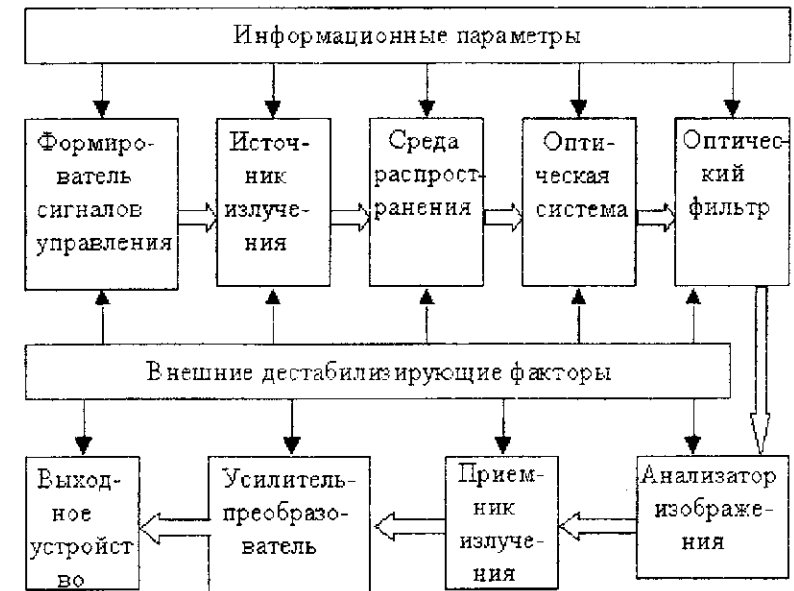 Информационные параметры
Формиро-
ватель
сигналов
управления
Источ-
ник
излуче-
ния
Среда
распрост-
ранения
Опти-
ческая
система
Оптичес-
кий
фильтр
Внешние дестабилизирующие факторы
Выход-
ное
устройст
во
Усилитель-
преобразо-
ватель
Прием-
ник
излуче-
ния
Анализатор
изображе-
ния